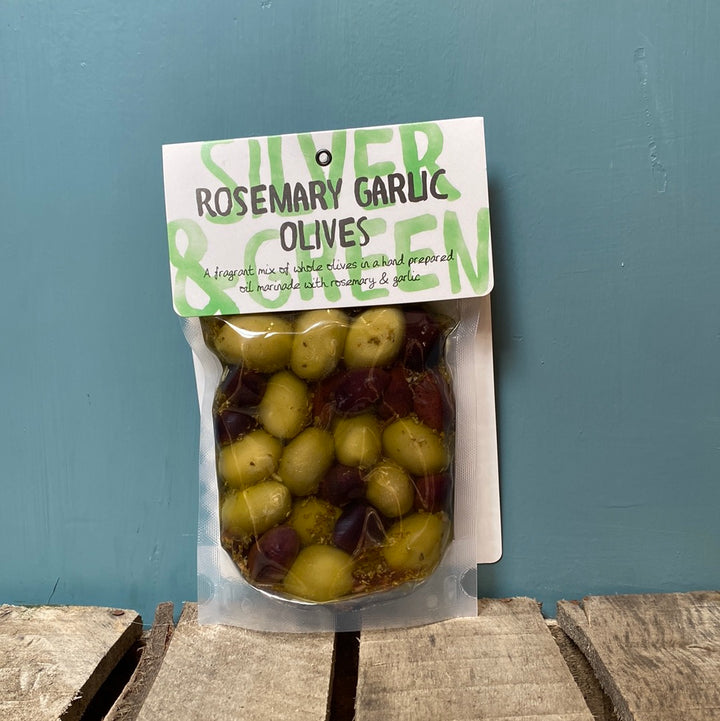 SILVER
& GREEN
ROSEMARY GARLIC
OLIVES
A fragrant mix of whole olives in a hand prepared
oil marinade with rosemary & garlic